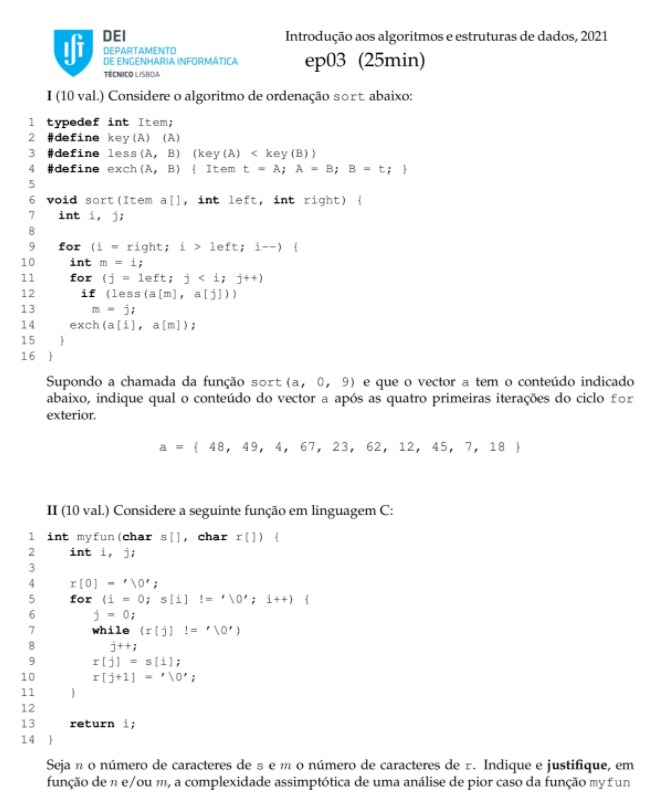 DEI
DEPARTAMENTO
DE ENGENHARIA INFORMÁTICA
TÉCNICO LISBOA
Introdução aos algoritmos e estruturas de dados, 2021
ep03 (25min)
I (10 val.) Considere o algoritmo de ordenação sort abaixo:
1 typedef int Item;
2 #define key(A) (A)
3 #define less(A, B) (key(A) < key(B))
4 #define exch(A, B) { Item t = A; A = B; B = t; }
5
6 void sort(Item a[], int left, int right) {
7 int i, j;
8
9 for (i = right; i > left; i--) {
10 int m = i;
11 for (j = left; j < i; j++)
12 if (less(a[m], a[j]))
13 m = j;
14 exch(a[i], a[m]);
15 }
16 }
Supondo a chamada da função sort(a, 0, 9) e que o vector a tem o conteúdo indicado
abaixo, indique qual o conteúdo do vector a após as quatro primeiras iterações do ciclo for
exterior.
a = { 48, 49, 4, 67, 23, 62, 12, 45, 7, 18 }
II (10 val.) Considere a seguinte função em linguagem C:
1 int myfun(char s[], char r[]) {
2 int i, j;
3
4 r[0] = '\0';
5 for (i = 0; s[i] != '\0'; i++) {
6 j = 0;
7 while (r[j] != '\0')
8 j++;
9 r[j] = s[i];
10 r[j+1] = '\0';
11 }
12
13 return i;
14 }
Seja n o número de caracteres de s e m o número de caracteres de r. Indique e justifique, em
função de n e/ou m, a complexidade assimptótica de uma análise de pior caso da função myfun